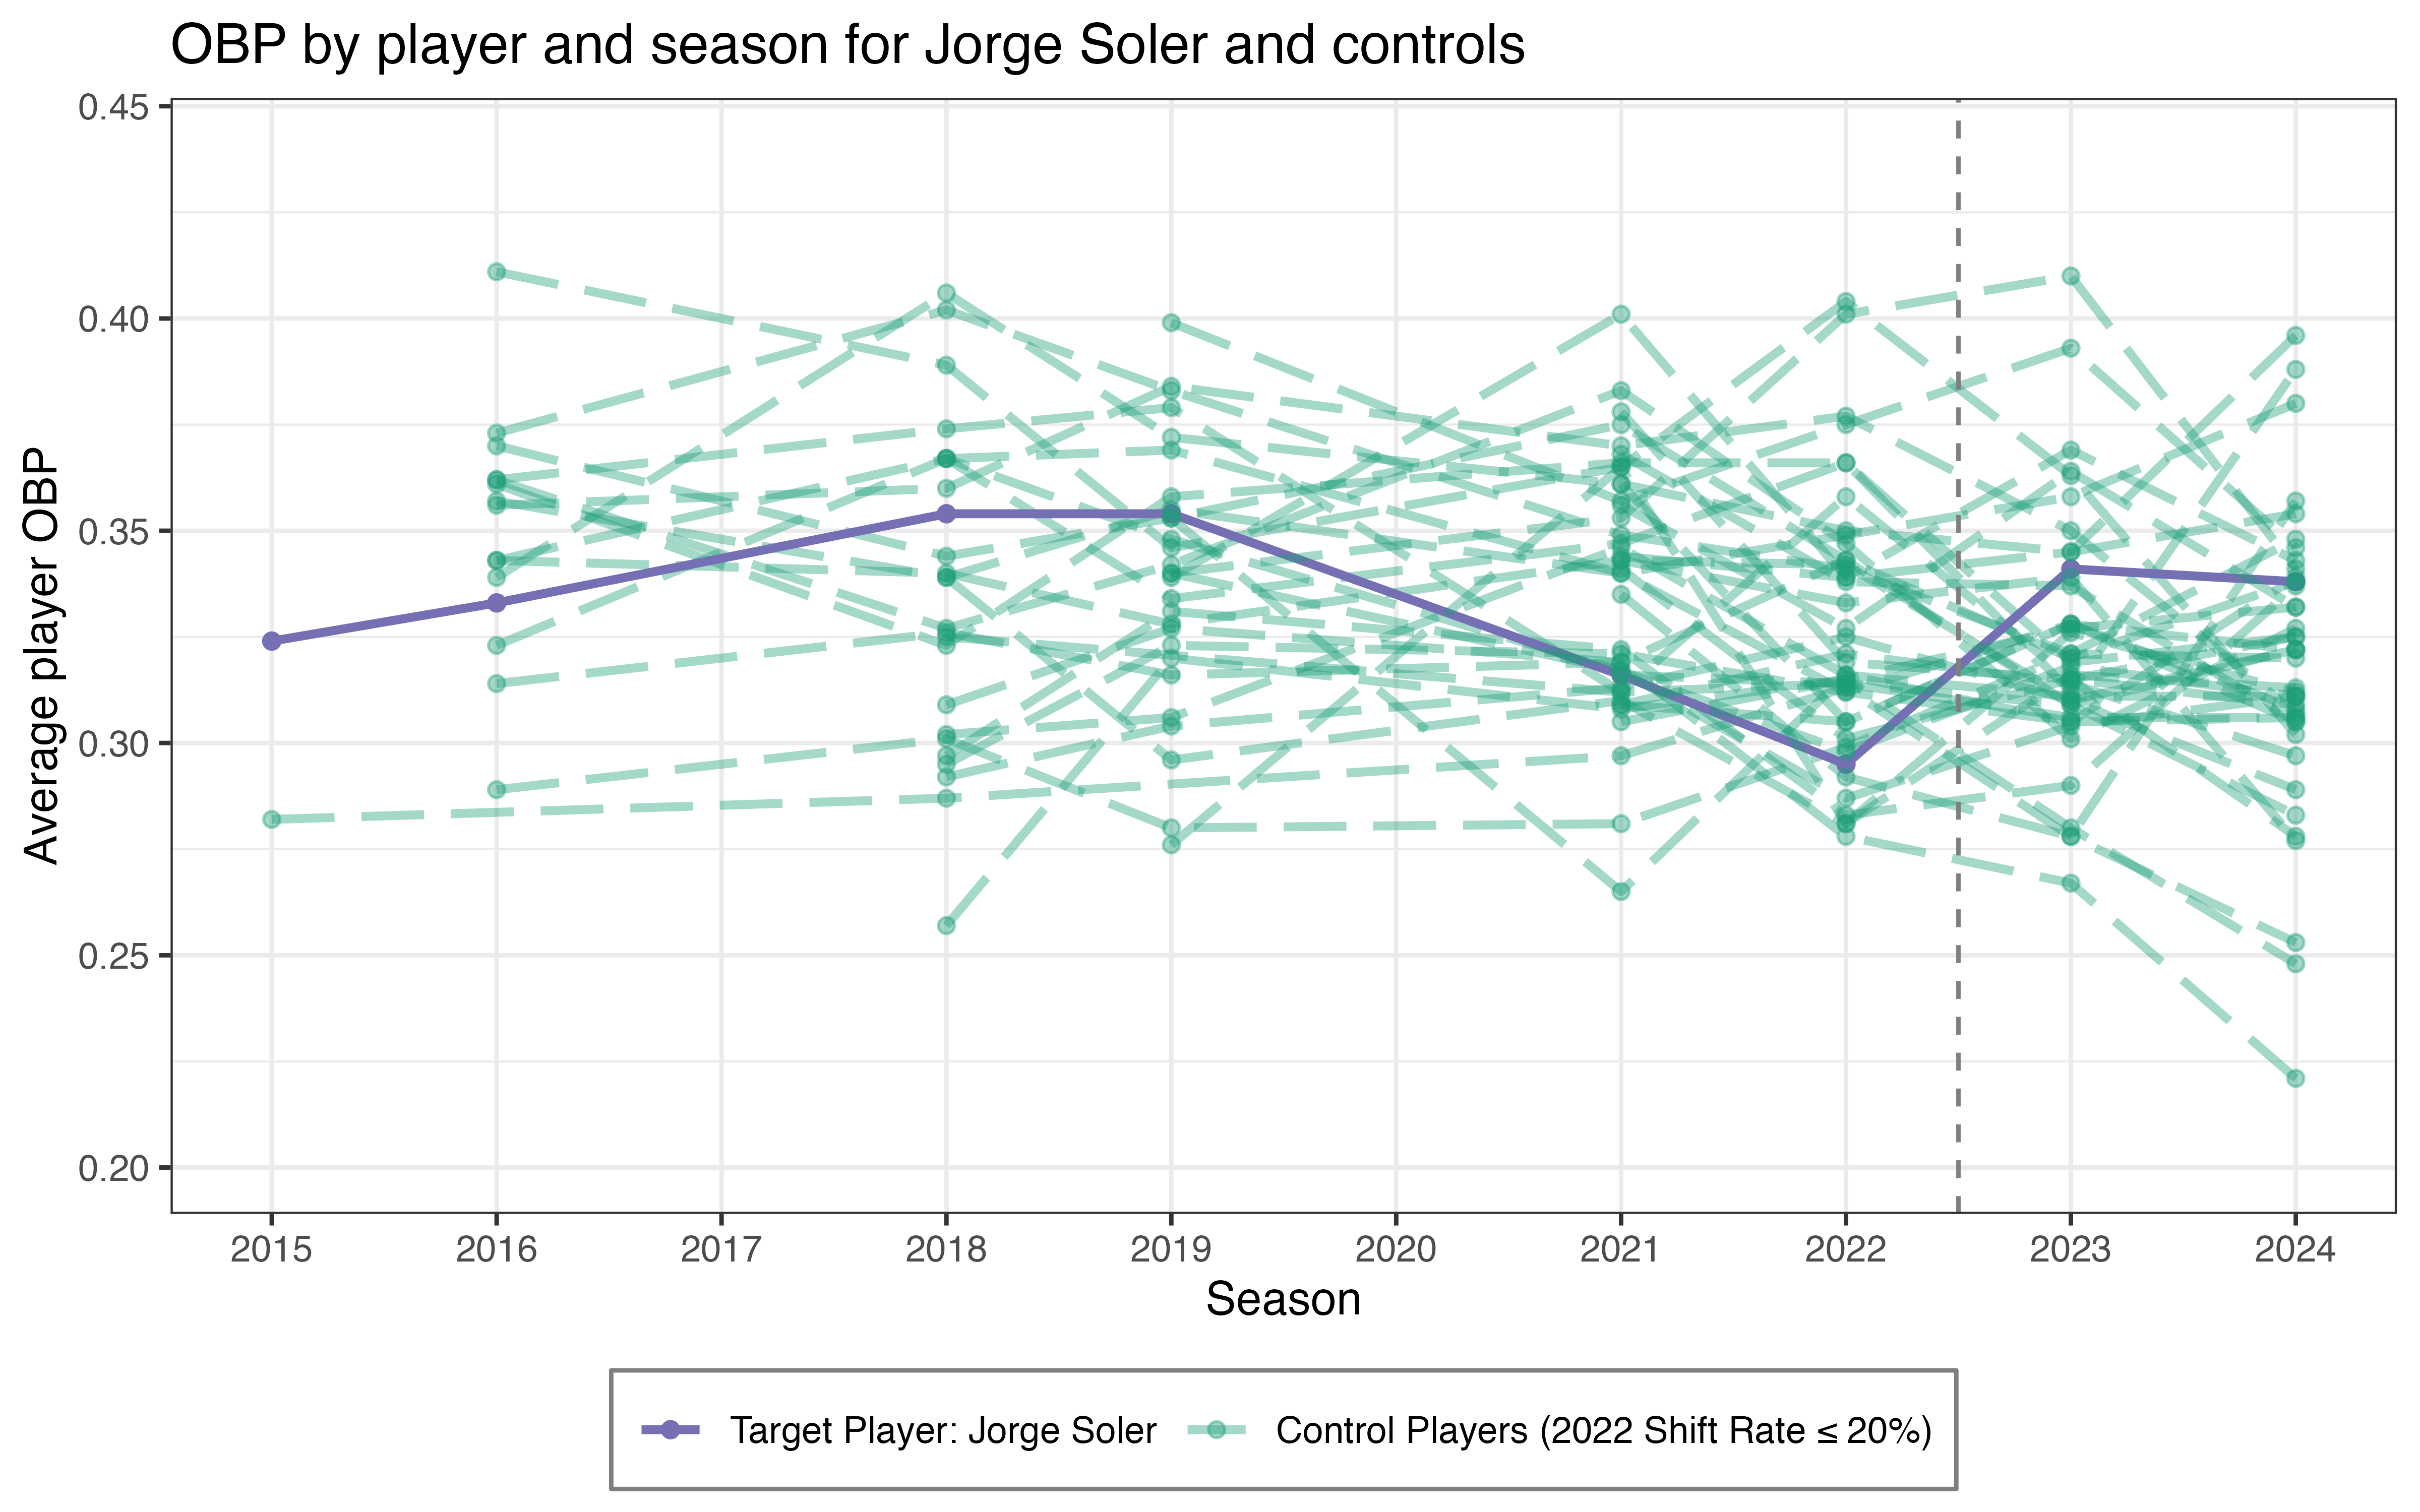 OBP by player and season for Jorge Soler and controls
Average player OBP
0.45
0.40
0.35
0.30
0.25
0.20
2015 2016 2017 2018 2019 2020 2021 2022 2023 2024
Season
Target Player: Jorge Soler Control Players (2022 Shift Rate ≤ 20%)